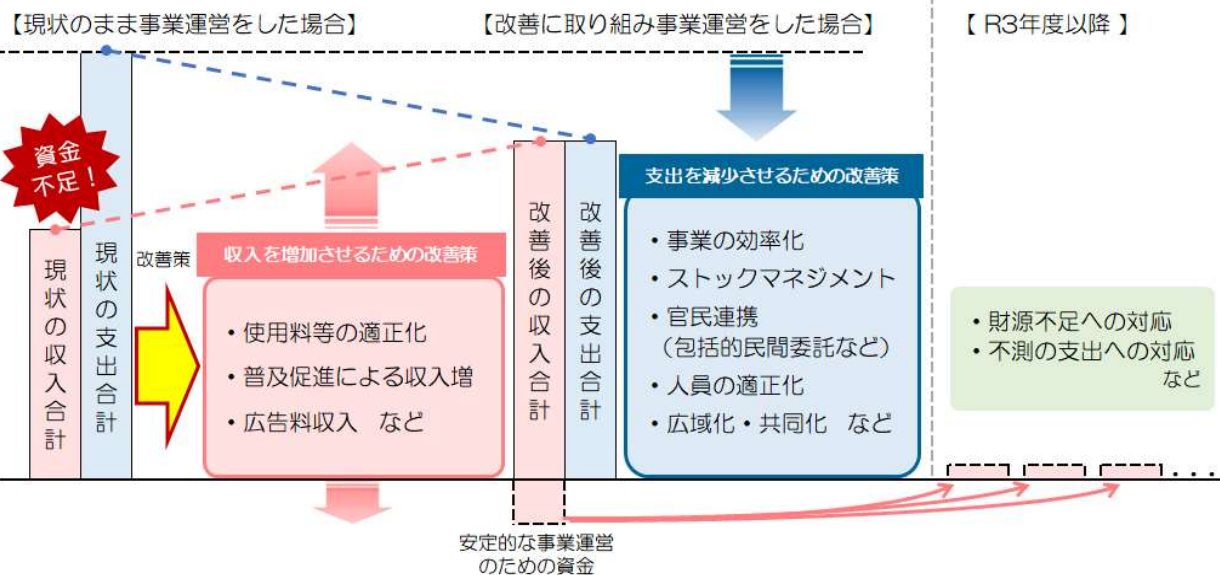 【現状のまま事業運営をした場合】
【改善に取り組み事業運営をした場合】
【 R3年度以降 】
資金
不足！
現状の収入合計
現状の支出合計
改善策
収入を増加させるための改善策
・使用料等の適正化
・普及促進による収入増
・広告料収入　など
改善後の収入合計
改善後の支出合計
支出を減少させるための改善策
・事業の効率化
・ストックマネジメント
・官民連携
（包括的民間委託など）
・人員の適正化
・広域化・共同化　など
・財源不足への対応
・不測の支出への対応
など
・・・
安定的な事業運営
のための資金